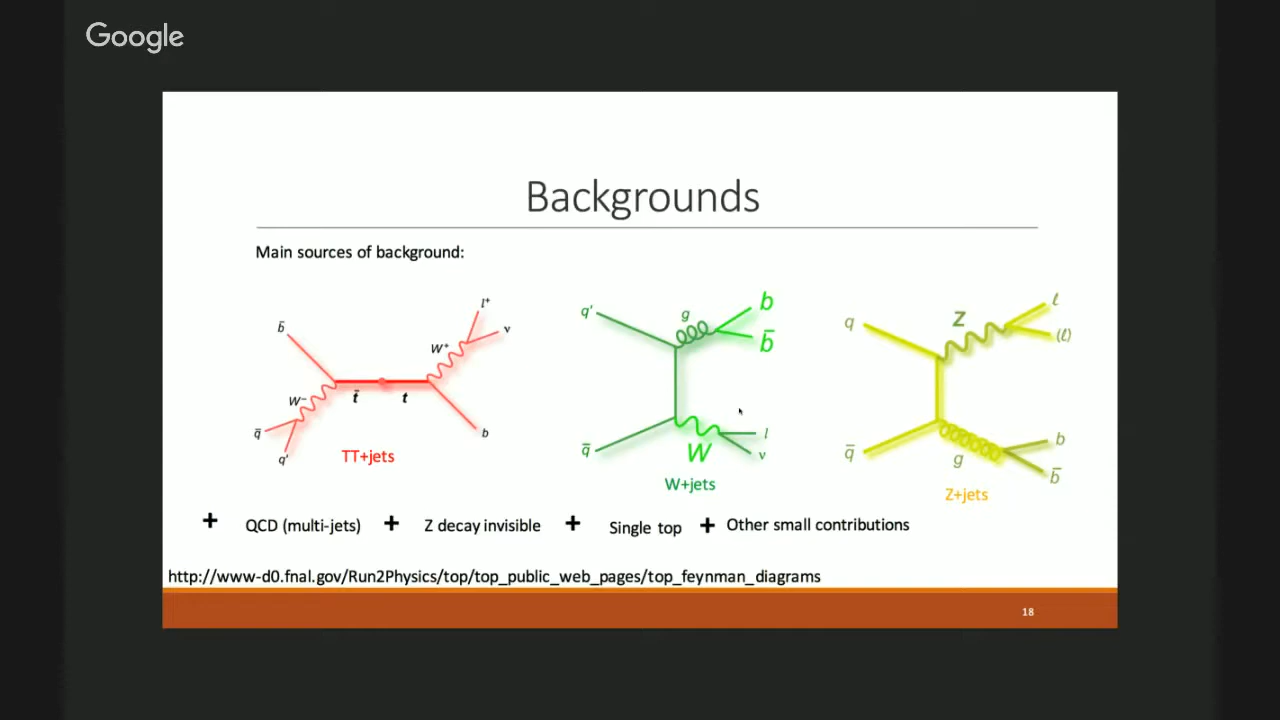 Google
Backgrounds
Main sources of background:
b̄
l⁺
ν
W⁺
W⁻
t̄
t
q̄
q'
b
TT+jets
q'
g
b
b̄
q̄
W
l
ν
W+jets
q
Z
ℓ
(ℓ)
q̄
g
b
b̄
Z+jets
+ QCD (multi-jets) + Z decay invisible + Single top + Other small contributions
http://www-d0.fnal.gov/Run2Physics/top/top_public_web_pages/top_feynman_diagrams
18